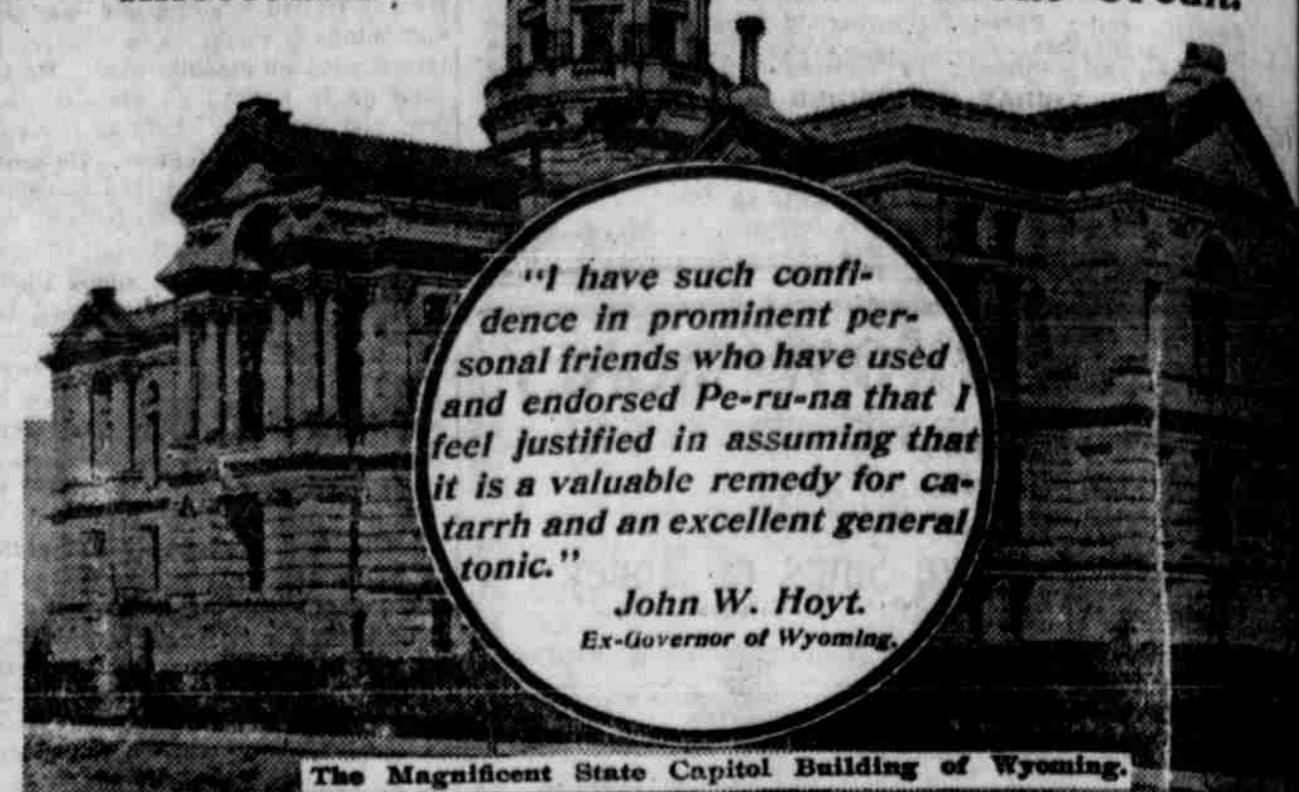 "I have such confi-
dence in prominent per-
sonal friends who have used
and endorsed Pe-ru-na that I
feel justified in assuming that
it is a valuable remedy for ca-
tarrh and an excellent general
tonic."
John W. Hoyt.
Ex-Governor of Wyoming.
The Magnificent State Capitol Building of Wyoming.